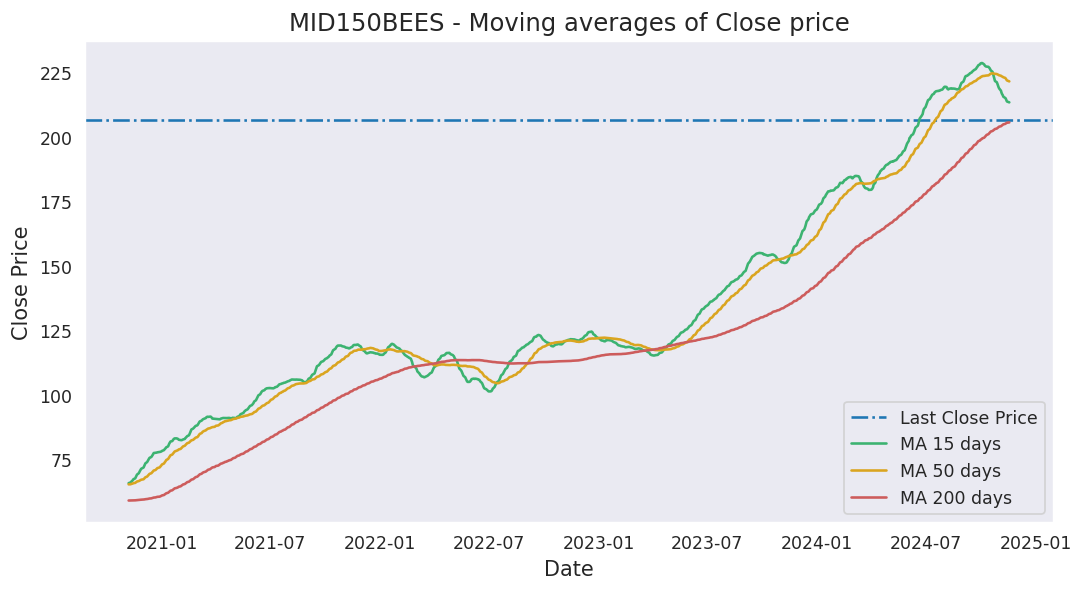 MID150BEES - Moving averages of Close price
Close Price
225
200
175
150
125
100
75
Last Close Price
MA 15 days
MA 50 days
MA 200 days
2021-01 2021-07 2022-01 2022-07 2023-01 2023-07 2024-01 2024-07 2025-01
Date